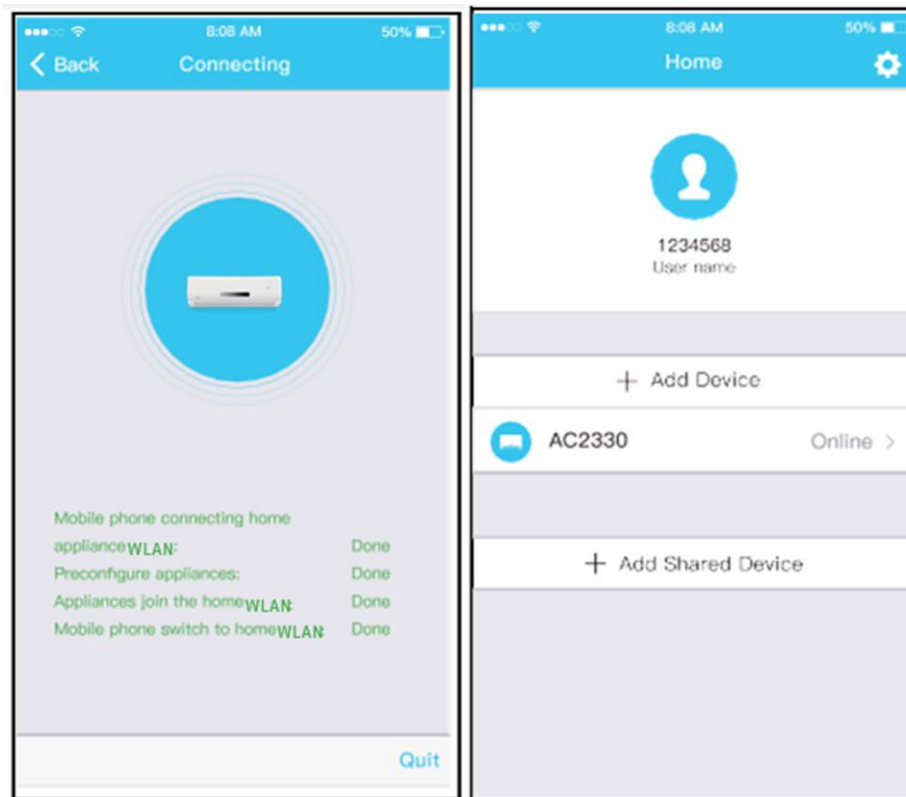 8:08 AM
50%
Back
Connecting
Mobile phone connecting home
applianceWLAN:
Done
Preconfigure appliances:
Done
Appliances join the homeWLAN:
Done
Mobile phone switch to homeWLAN:
Done
Quit
8:08 AM
50%
Home
1234568
User name
+ Add Device
AC2330
Online >
+ Add Shared Device